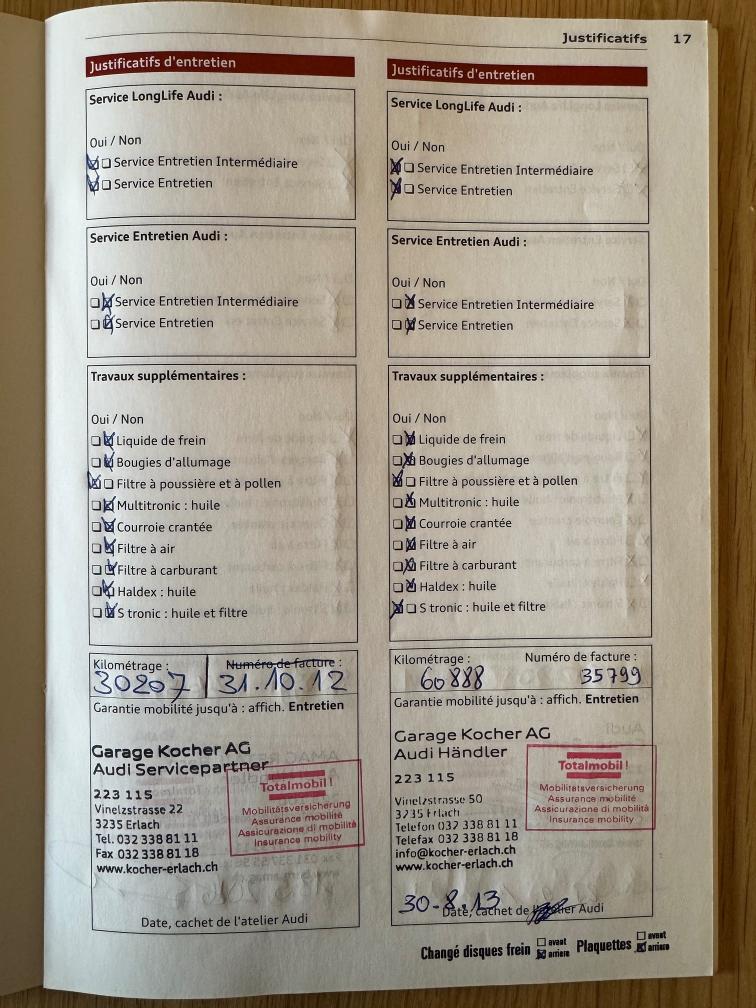 Justificatifs 17
Justificatifs d'entretien
Service LongLife Audi :
Oui / Non
Service Entretien Intermédiaire
Service Entretien
Service Entretien Audi :
Oui / Non
Service Entretien Intermédiaire
Service Entretien
Travaux supplémentaires :
Oui / Non
Liquide de frein
Bougies d'allumage
Filtre à poussière et à pollen
Multitronic : huile
Courroie crantée
Filtre à air
Filtre à carburant
Haldex : huile
S tronic : huile et filtre
Kilométrage : Numéro de facture :
30207 31.10.12
Garantie mobilité jusqu'à : affich. Entretien
Garage Kocher AG
Audi Servicepartner
223 115
Vinelzstrasse 22
3235 Erlach
Tel. 032 338 81 11
Fax 032 338 81 18
www.kocher-erlach.ch
Totalmobil!
Mobilitätsversicherung
Assurance mobilité
Assicurazione di mobilità
Insurance mobility
Date, cachet de l'atelier Audi
Justificatifs d'entretien
Service LongLife Audi :
Oui / Non
Service Entretien Intermédiaire
Service Entretien
Service Entretien Audi :
Oui / Non
Service Entretien Intermédiaire
Service Entretien
Travaux supplémentaires :
Oui / Non
Liquide de frein
Bougies d'allumage
Filtre à poussière et à pollen
Multitronic : huile
Courroie crantée
Filtre à air
Filtre à carburant
Haldex : huile
S tronic : huile et filtre
Kilométrage : Numéro de facture :
60888 35799
Garantie mobilité jusqu'à : affich. Entretien
Garage Kocher AG
Audi Händler
223 115
Vinelzstrasse 50
3235 Erlach
Telefon 032 338 81 11
Telefax 032 338 81 18
info@kocher-erlach.ch
www.kocher-erlach.ch
Totalmobil!
Mobilitätsversicherung
Assurance mobilité
Assicurazione di mobilità
Insurance mobility
30-8.13
Date, cachet de l'atelier Audi
Changé disques frein avant arriere Plaquettes avant arriere